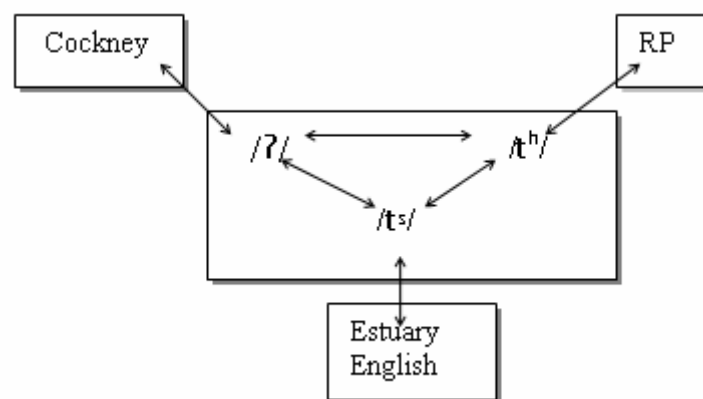 Cockney
RP
/ʔ/
/tʰ/
/tˢ/
Estuary
English